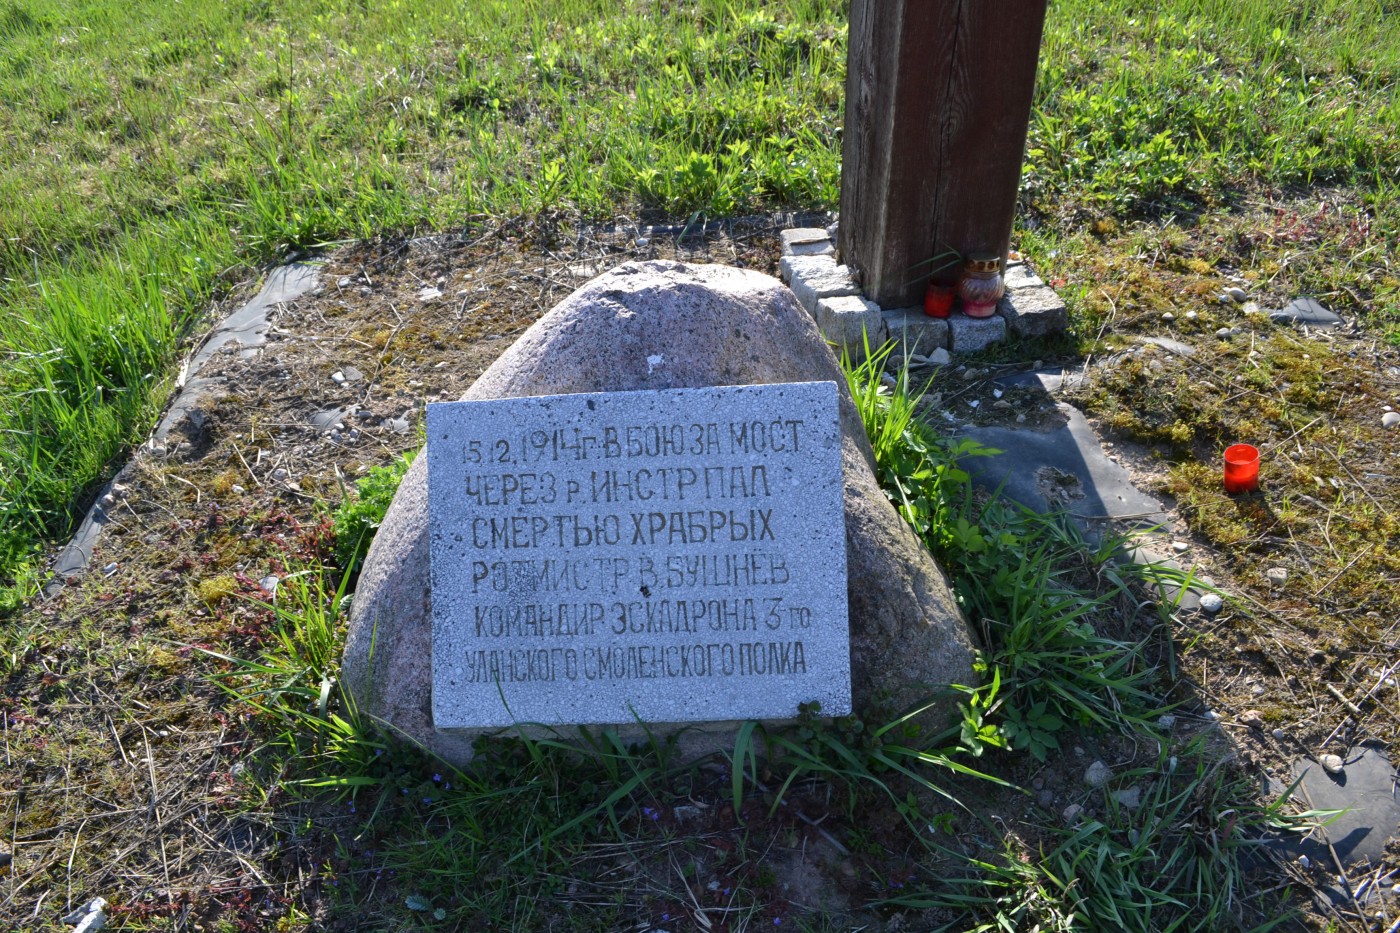 15.12.1914г. В БОЮ ЗА МОСТ
ЧЕРЕЗ р. ИНСТР ПАЛ
СМЕРТЬЮ ХРАБРЫХ
РОТМИСТР В. БУШНЁВ
КОМАНДИР ЭСКАДРОНА 3-ГО
УЛАНСКОГО СМОЛЕНСКОГО ПОЛКА